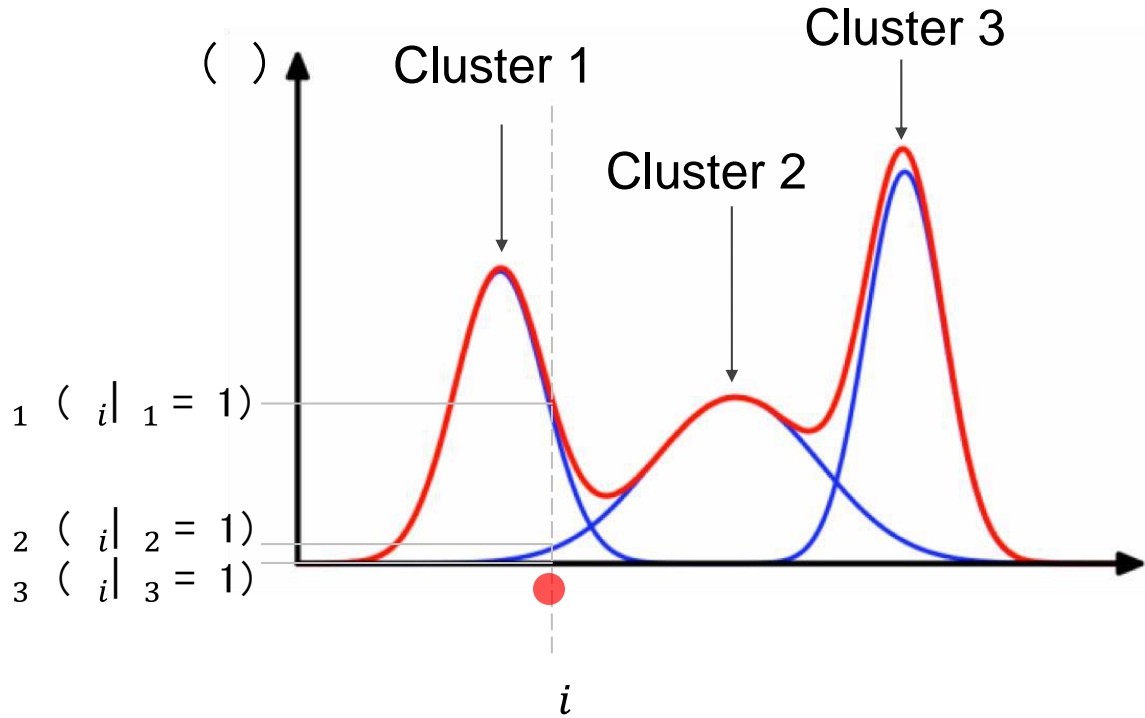 Cluster 3
( )
Cluster 1
Cluster 2
1 ( i| 1 = 1)
2 ( i| 2 = 1)
3 ( i| 3 = 1)
i